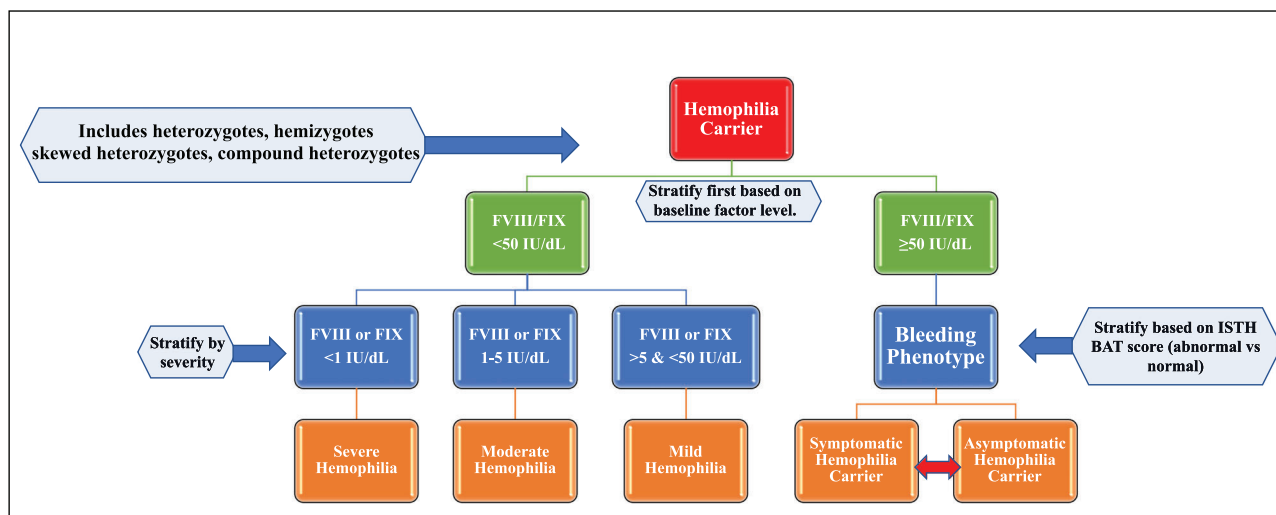 Hemophilia
Carrier
Includes heterozygotes, hemizygotes
skewed heterozygotes, compound heterozygotes
Stratify first based on
baseline factor level.
FVIII/FIX
<50 IU/dL
FVIII/FIX
≥50 IU/dL
Stratify by
severity
FVIII or FIX
<1 IU/dL
FVIII or FIX
1-5 IU/dL
FVIII or FIX
>5 & <50 IU/dL
Bleeding
Phenotype
Stratify based on ISTH
BAT score (abnormal vs
normal)
Severe
Hemophilia
Moderate
Hemophilia
Mild
Hemophilia
Symptomatic
Hemophilia
Carrier
Asymptomatic
Hemophilia
Carrier